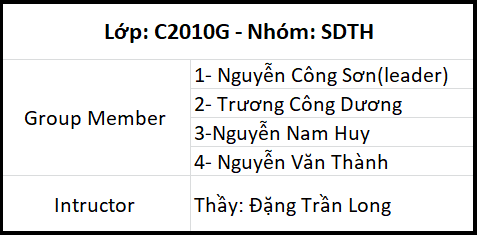 Lớp: C2010G - Nhóm: SDTH
1- Nguyễn Công Sơn(leader)
2- Trương Công Dương
Group Member
3-Nguyễn Nam Huy
4- Nguyễn Văn Thành
Intructor
Thầy: Đặng Trần Long